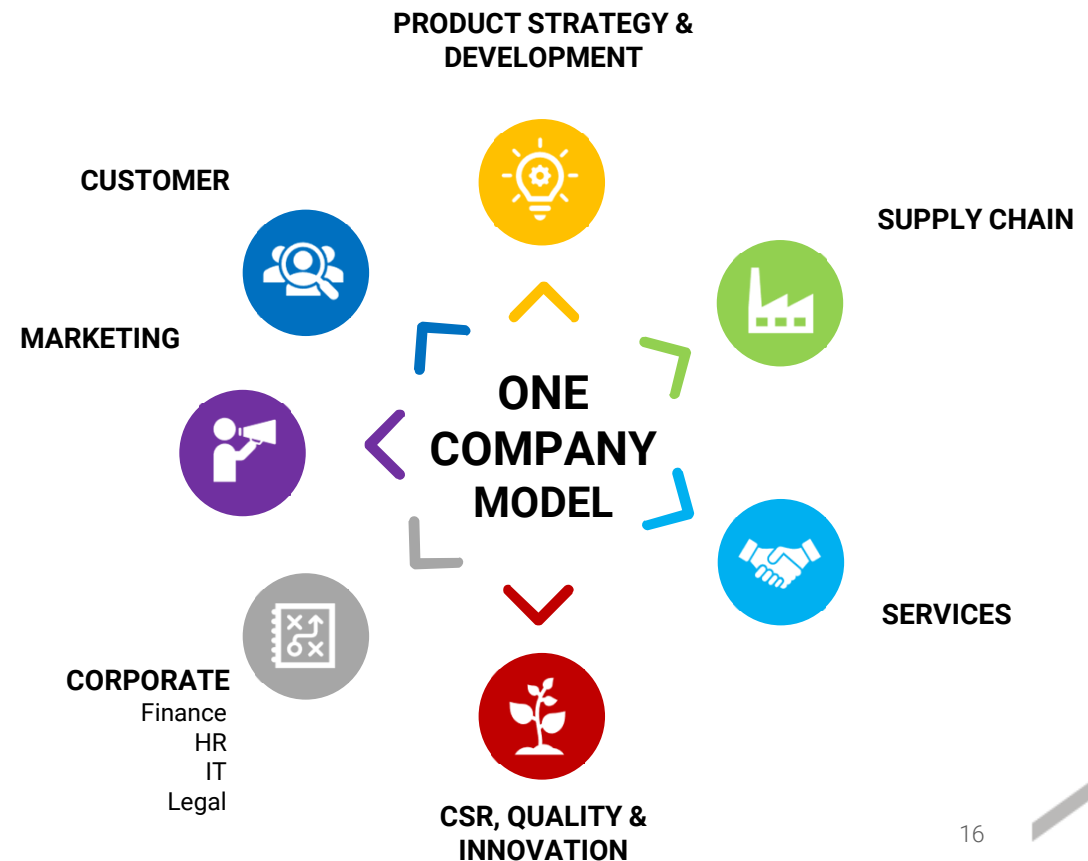 PRODUCT STRATEGY &
DEVELOPMENT
CUSTOMER
SUPPLY CHAIN
MARKETING
ONE
COMPANY
MODEL
SERVICES
CORPORATE
Finance
HR
IT
Legal
CSR, QUALITY &
INNOVATION
16